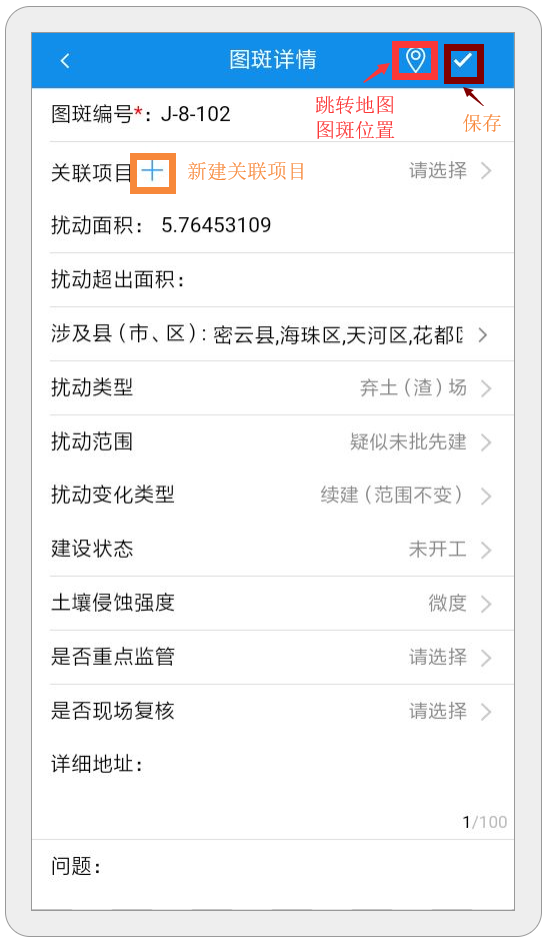 图斑详情
图斑编号*: J-8-102
跳转地图
图斑位置
保存
关联项目
新建关联项目
请选择
扰动面积: 5.76453109
扰动超出面积:
涉及县（市、区）: 密云县,海珠区,天河区,花都
扰动类型 弃土（渣）场
扰动范围 疑似未批先建
扰动变化类型 续建（范围不变）
建设状态 未开工
土壤侵蚀强度 微度
是否重点监管 请选择
是否现场复核 请选择
详细地址:
1/100
问题: